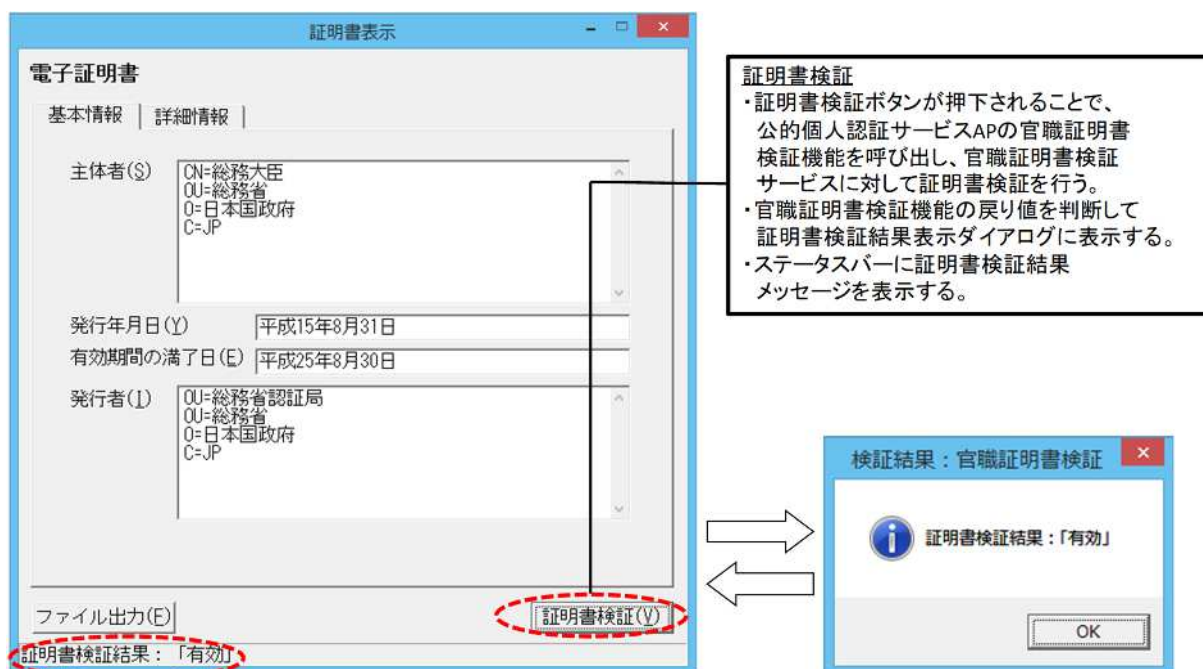 証明書表示
電子証明書
基本情報
詳細情報
主体者(S)
CN=総務大臣
OU=総務省
O=日本国政府
C=JP
発行年月日(Y)
平成15年8月31日
有効期間の満了日(E)
平成25年8月30日
発行者(I)
OU=総務省認証局
OU=総務省
O=日本国政府
C=JP
ファイル出力(F)
証明書検証(V)
証明書検証結果：「有効」
証明書検証
・証明書検証ボタンが押下されることで、
公的個人認証サービスAPの官職証明書
検証機能を呼び出し、官職証明書検証
サービスに対して証明書検証を行う。
・官職証明書検証機能の戻り値を判断して
証明書検証結果表示ダイアログに表示する。
・ステータスバーに証明書検証結果
メッセージを表示する。
検証結果：官職証明書検証
証明書検証結果：「有効」
OK